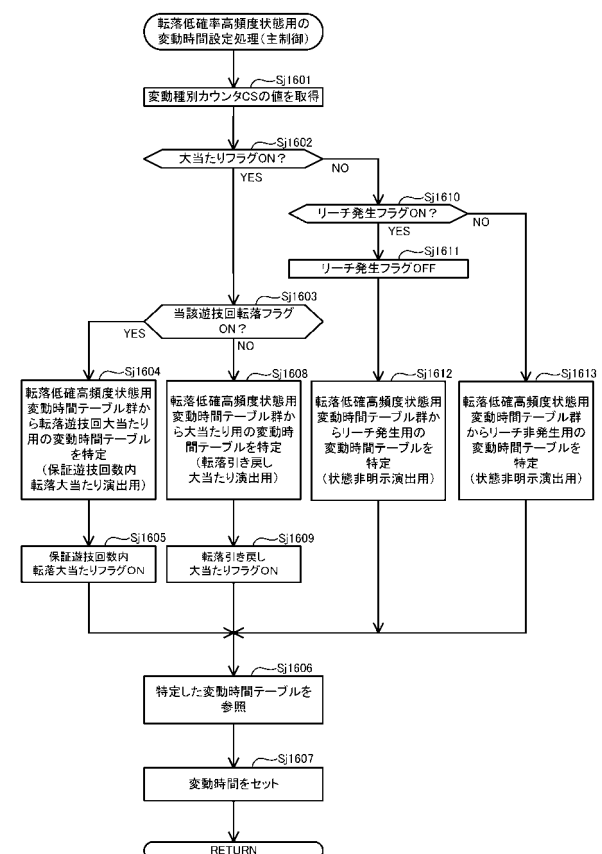 転落低確率高頻度状態用の
変動時間設定処理(主制御)
Sj1601
変動種別カウンタCSの値を取得
Sj1602
大当たりフラグON?
YES
NO
Sj1610
リーチ発生フラグON?
YES
NO
Sj1611
リーチ発生フラグOFF
Sj1603
当該遊技回転落フラグ
ON?
YES
NO
Sj1604
転落低確高頻度状態用
変動時間テーブル群か
ら転落遊技回大当たり
用の変動時間テーブル
を特定
(保証遊技回数内
転落大当たり演出用)
Sj1608
転落低確高頻度状態用
変動時間テーブル群か
ら大当たり用の変動時
間テーブルを特定
(転落引き戻し
大当たり演出用)
Sj1612
転落低確高頻度状態用
変動時間テーブル群か
らリーチ発生用の
変動時間テーブルを
特定
(状態非明示演出用)
Sj1613
転落低確高頻度状態用
変動時間テーブル群
からリーチ非発生用の
変動時間テーブルを
特定
(状態非明示演出用)
Sj1605
保証遊技回数内
転落大当たりフラグON
Sj1609
転落引き戻し
大当たりフラグON
Sj1606
特定した変動時間テーブルを
参照
Sj1607
変動時間をセット
RETURN